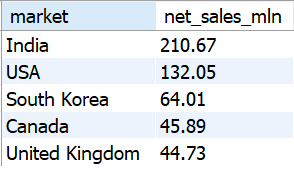 market net_sales_mln
India 210.67
USA 132.05
South Korea 64.01
Canada 45.89
United Kingdom 44.73